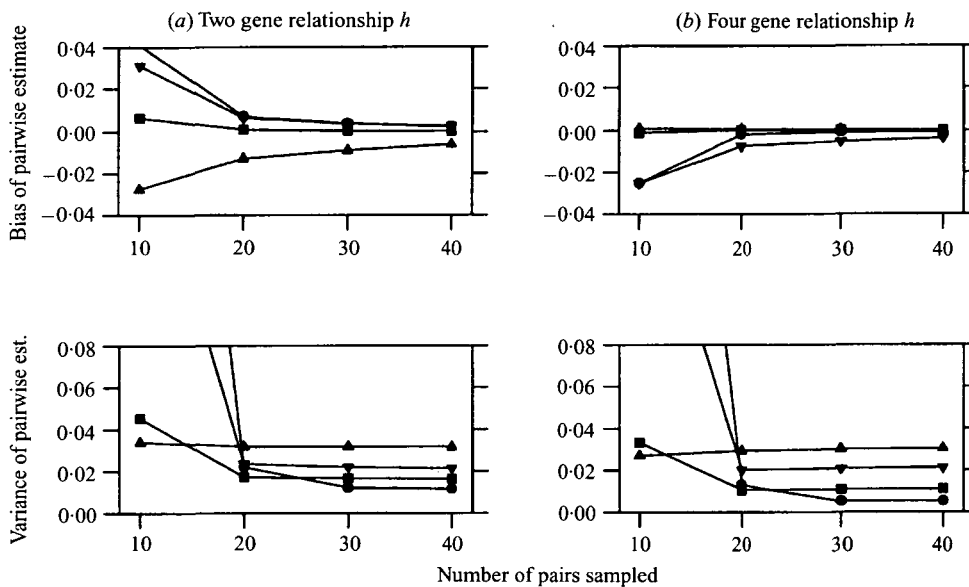 (a) Two gene relationship h
(b) Four gene relationship h
Bias of pairwise estimate
0·04
0·02
0·00
−0·02
−0·04
10 20 30 40
0·04
0·02
0·00
−0·02
−0·04
10 20 30 40
Variance of pairwise est.
0·08
0·06
0·04
0·02
0·00
10 20 30 40
0·08
0·06
0·04
0·02
0·00
10 20 30 40
Number of pairs sampled